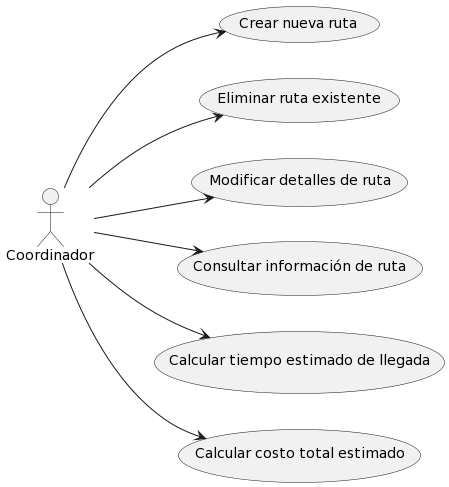 Crear nueva ruta
Eliminar ruta existente
Modificar detalles de ruta
Coordinador
Consultar información de ruta
Calcular tiempo estimado de llegada
Calcular costo total estimado